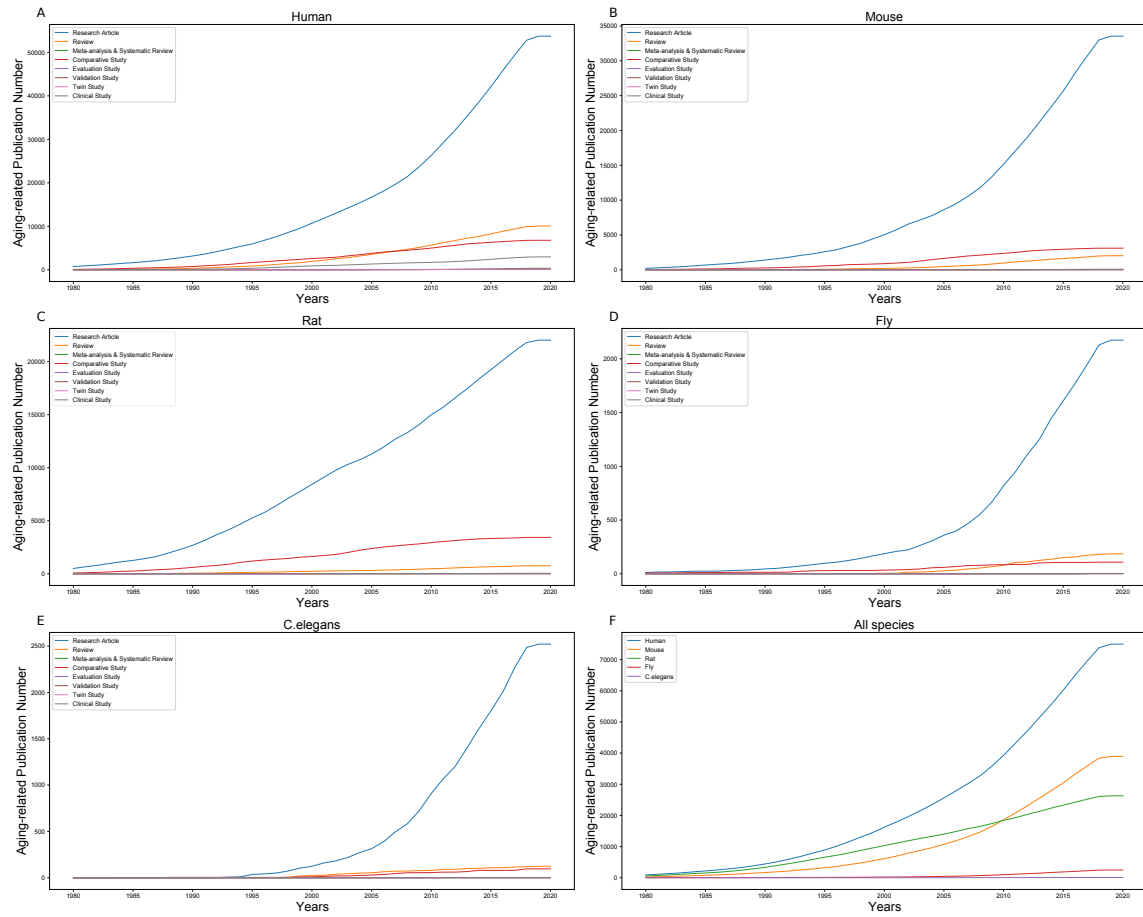 A
Human
Research Article
Review
Meta-analysis & Systematic Review
Comparative Study
Evaluation Study
Validation Study
Twin Study
Clinical Study
Aging-related Publication Number
50000
40000
30000
20000
10000
0
1980
1985
1990
1995
2000
2005
2010
2015
2020
Years
B
Mouse
Research Article
Review
Meta-analysis & Systematic Review
Comparative Study
Evaluation Study
Validation Study
Twin Study
Clinical Study
Aging-related Publication Number
35000
30000
25000
20000
15000
10000
5000
0
1980
1985
1990
1995
2000
2005
2010
2015
2020
Years
C
Rat
Research Article
Review
Meta-analysis & Systematic Review
Comparative Study
Evaluation Study
Validation Study
Twin Study
Clinical Study
Aging-related Publication Number
20000
15000
10000
5000
0
1980
1985
1990
1995
2000
2005
2010
2015
2020
Years
D
Fly
Research Article
Review
Meta-analysis & Systematic Review
Comparative Study
Evaluation Study
Validation Study
Twin Study
Clinical Study
Aging-related Publication Number
2000
1500
1000
500
0
1980
1985
1990
1995
2000
2005
2010
2015
2020
Years
E
C.elegans
Research Article
Review
Meta-analysis & Systematic Review
Comparative Study
Evaluation Study
Validation Study
Twin Study
Clinical Study
Aging-related Publication Number
2500
2000
1500
1000
500
0
1980
1985
1990
1995
2000
2005
2010
2015
2020
Years
F
All species
Human
Mouse
Rat
Fly
C.elegans
Aging-related Publication Number
70000
60000
50000
40000
30000
20000
10000
0
1980
1985
1990
1995
2000
2005
2010
2015
2020
Years